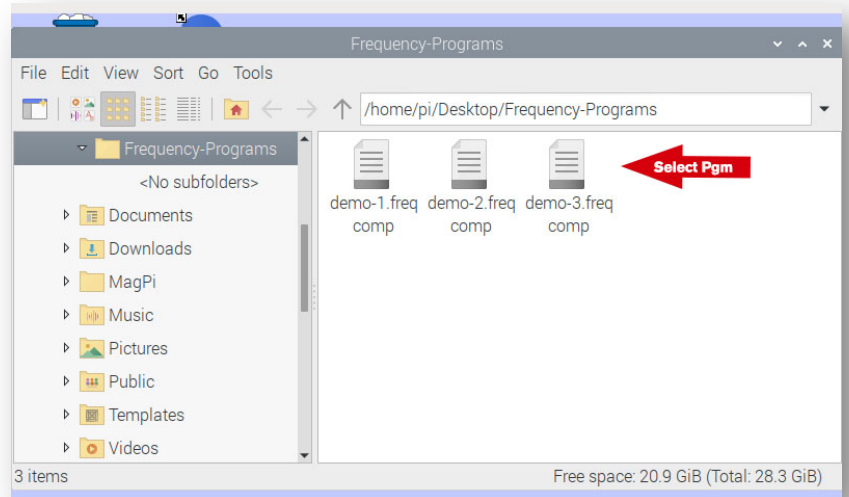 Frequency-Programs
File Edit View Sort Go Tools
/home/pi/Desktop/Frequency-Programs
Frequency-Programs
<No subfolders>
Documents
Downloads
MagPi
Music
Pictures
Public
Templates
Videos
demo-1.freq demo-2.freq demo-3.freq
comp comp comp
Select Pgm
3 items
Free space: 20.9 GiB (Total: 28.3 GiB)